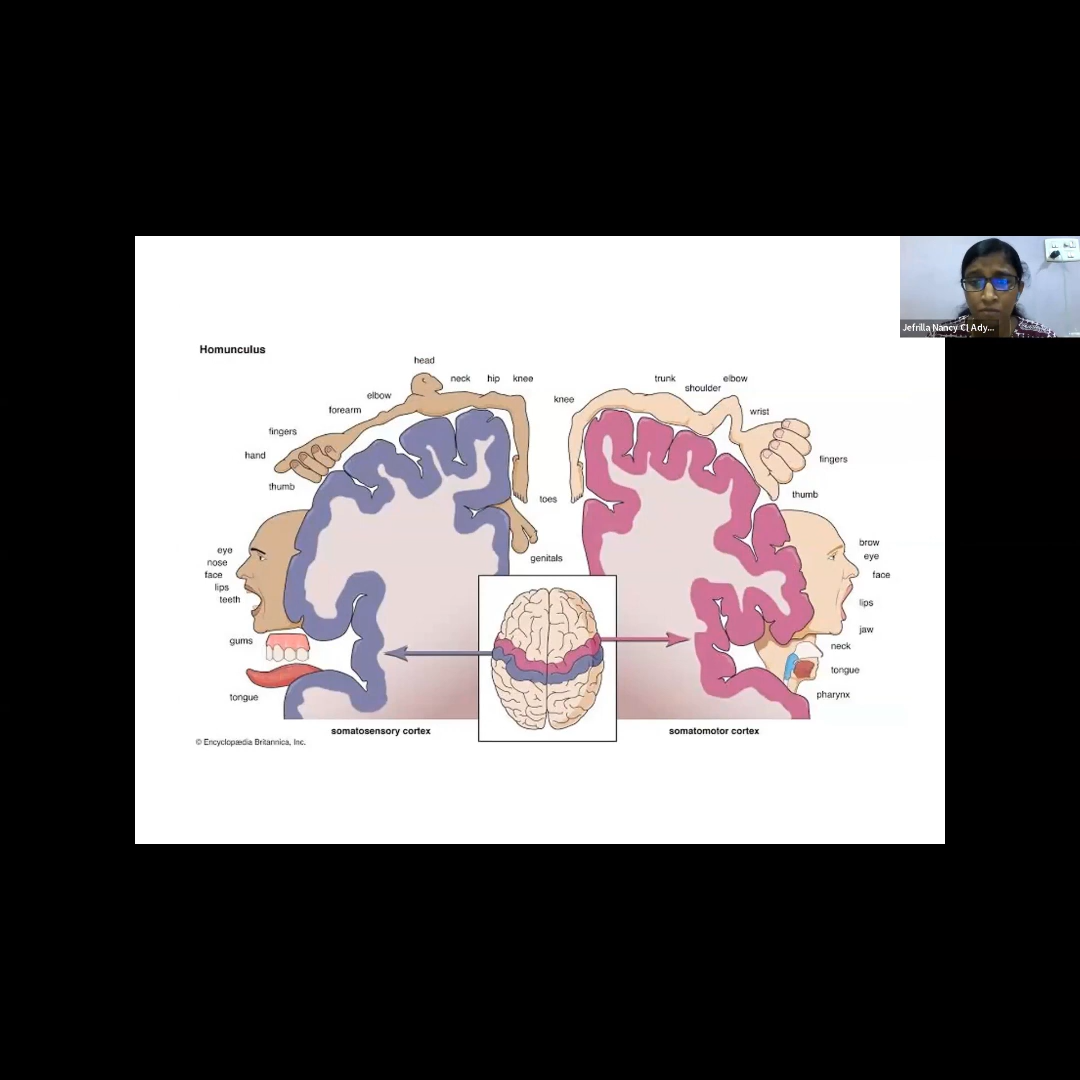 Jefrilla Nancy CJ Ady...
Homunculus
head
neck
hip
knee
elbow
forearm
fingers
hand
thumb
eye
nose
face
lips
teeth
gums
tongue
toes
genitals
somatosensory cortex
© Encyclopædia Britannica, Inc.
knee
trunk
shoulder
elbow
wrist
fingers
thumb
brow
eye
face
lips
jaw
neck
tongue
pharynx
somatomotor cortex